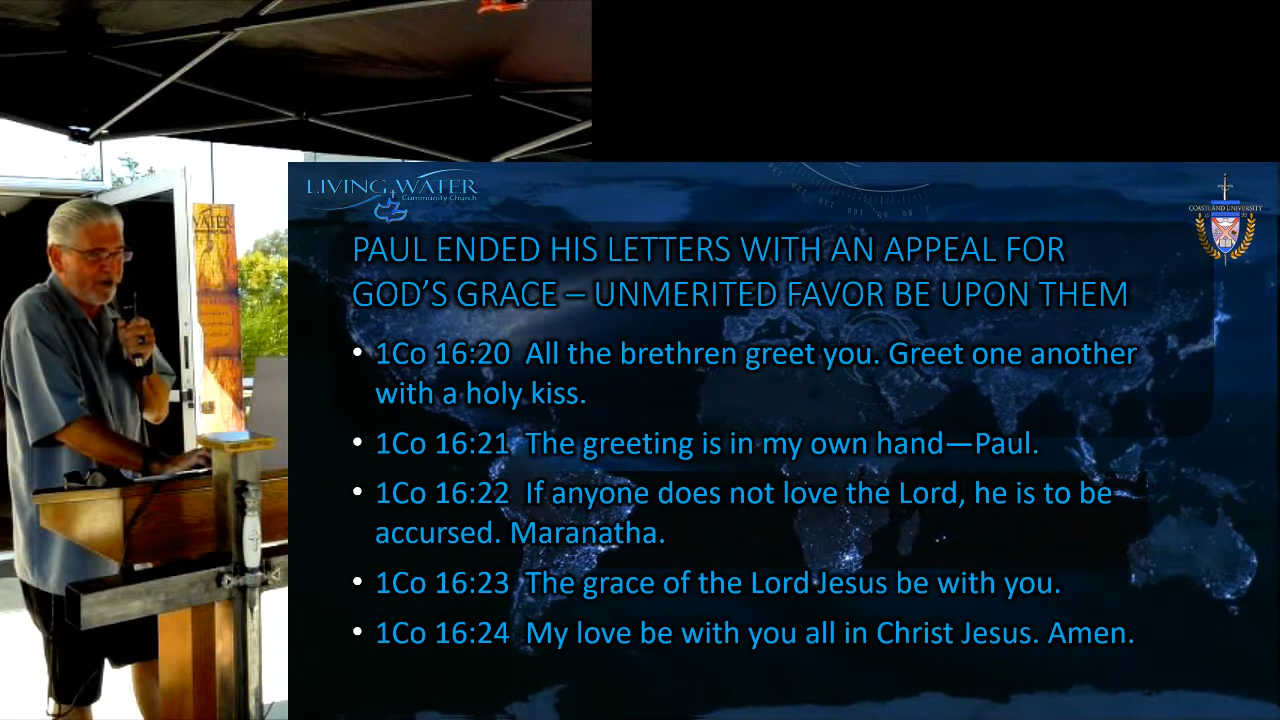 LIVING WATER
Community Church
COASTLAND UNIVERSITY
PAUL ENDED HIS LETTERS WITH AN APPEAL FOR
GOD'S GRACE – UNMERITED FAVOR BE UPON THEM
• 1Co 16:20 All the brethren greet you. Greet one another
with a holy kiss.
• 1Co 16:21 The greeting is in my own hand—Paul.
• 1Co 16:22 If anyone does not love the Lord, he is to be
accursed. Maranatha.
• 1Co 16:23 The grace of the Lord Jesus be with you.
• 1Co 16:24 My love be with you all in Christ Jesus. Amen.
WATER